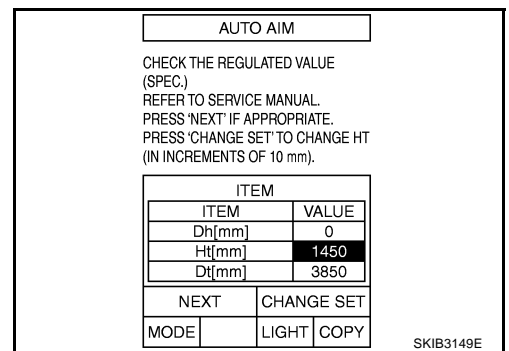 AUTO AIM
CHECK THE REGULATED VALUE
(SPEC.)
REFER TO SERVICE MANUAL.
PRESS ‘NEXT’ IF APPROPRIATE.
PRESS ‘CHANGE SET’ TO CHANGE HT
(IN INCREMENTS OF 10 mm).
ITEM
ITEM VALUE
Dh[mm] 0
Ht[mm] 1450
Dt[mm] 3850
NEXT CHANGE SET
MODE LIGHT COPY
SKIB3149E